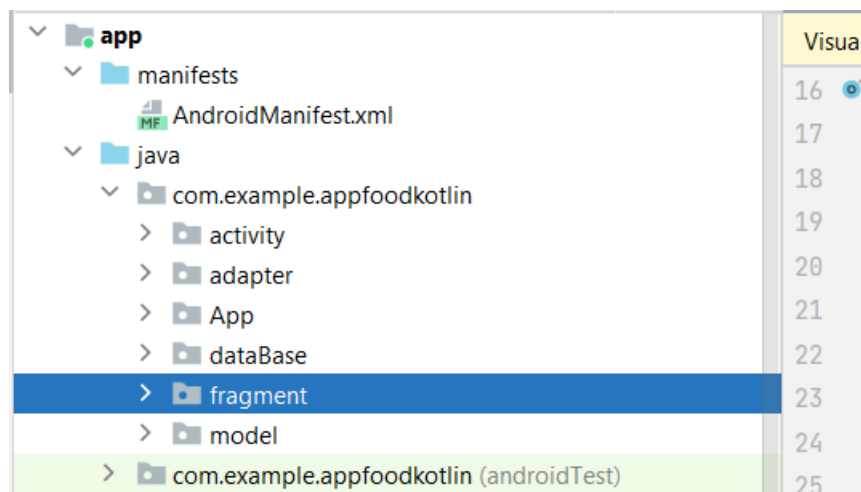 app
manifests
MF AndroidManifest.xml
java
com.example.appfoodkotlin
activity
adapter
App
dataBase
fragment
model
com.example.appfoodkotlin (androidTest)
Visua
16
17
18
19
20
21
22
23
24
25